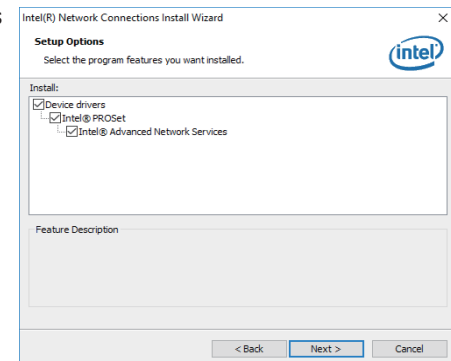 s
Intel(R) Network Connections Install Wizard
Setup Options
Select the program features you want installed.
intel
Install:
Device drivers
Intel® PROSet
Intel® Advanced Network Services
Feature Description
< Back Next > Cancel